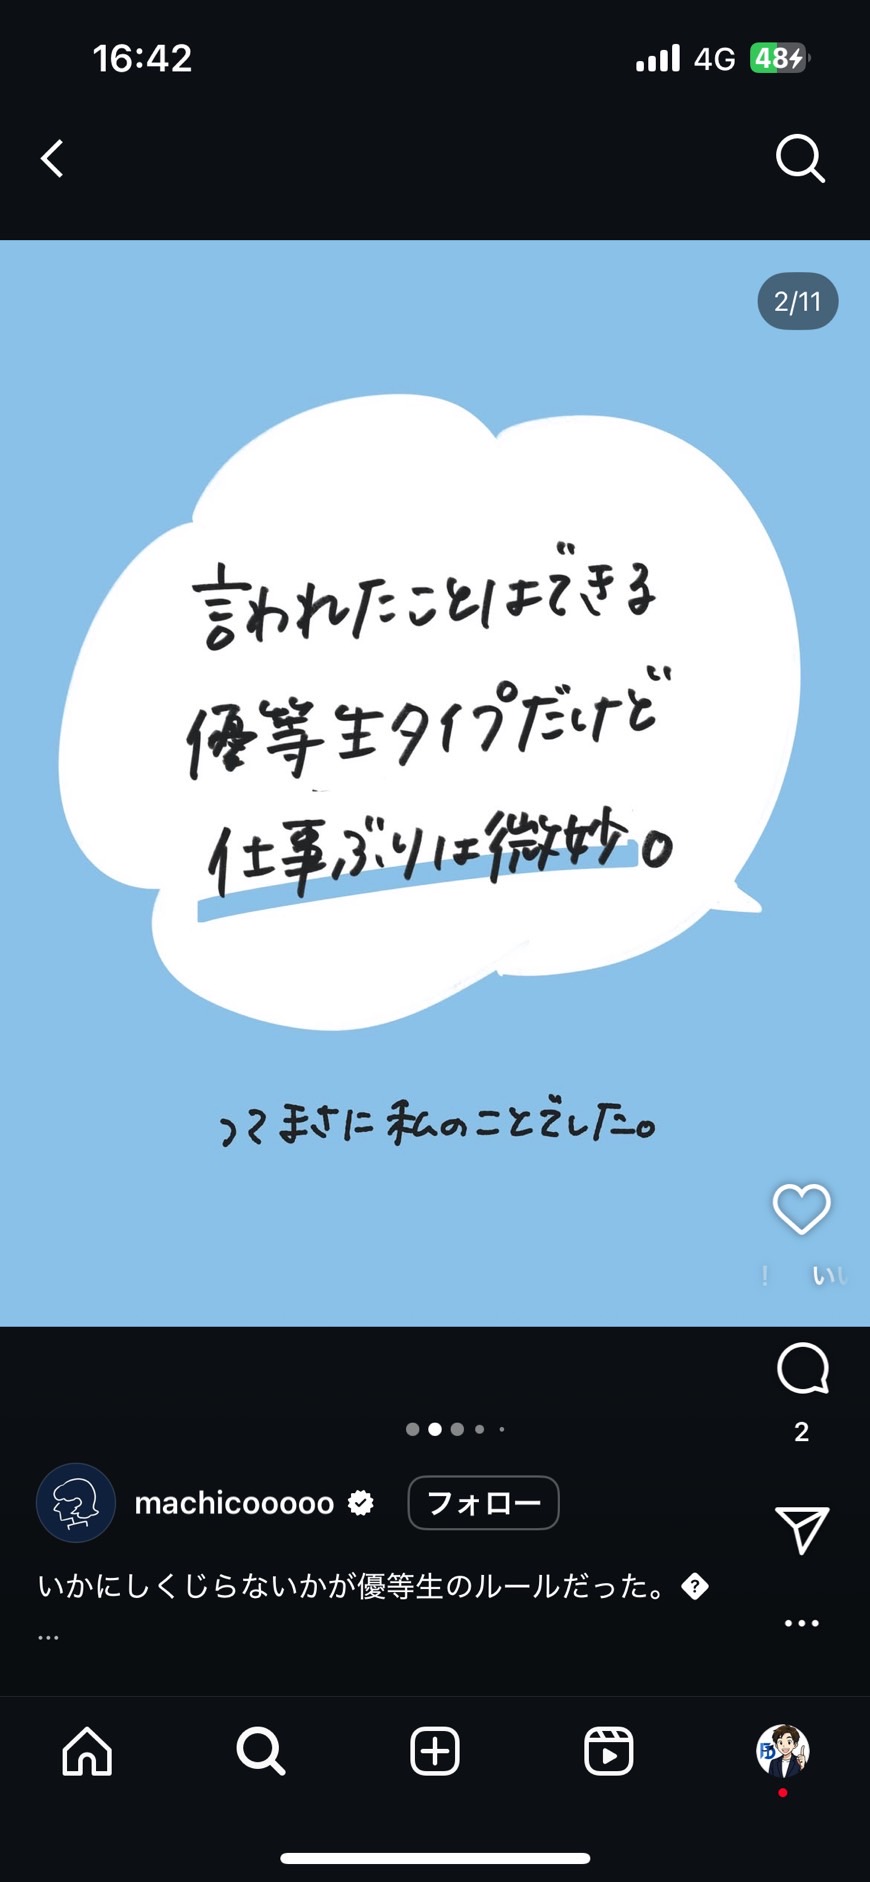 16:42
4G
48
2/11
言われたことはできる
優等生タイプだけど
仕事ぶりは微妙。
ってまさに私のことでした。
! いい
2
machicooooo
フォロー
いかにしくじらないかが優等生のルールだった。
...